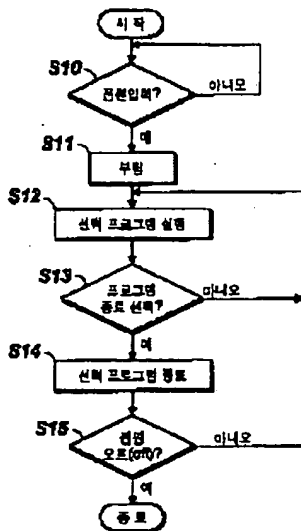 시 작
S10
전원입력?
아니오
예
S11
부팅
S12
선택 프로그램 실행
S13
프로그램
종료 선택?
아니오
예
S14
선택 프로그램 종료
S15
전원
오프(off)?
아니오
예
종 료